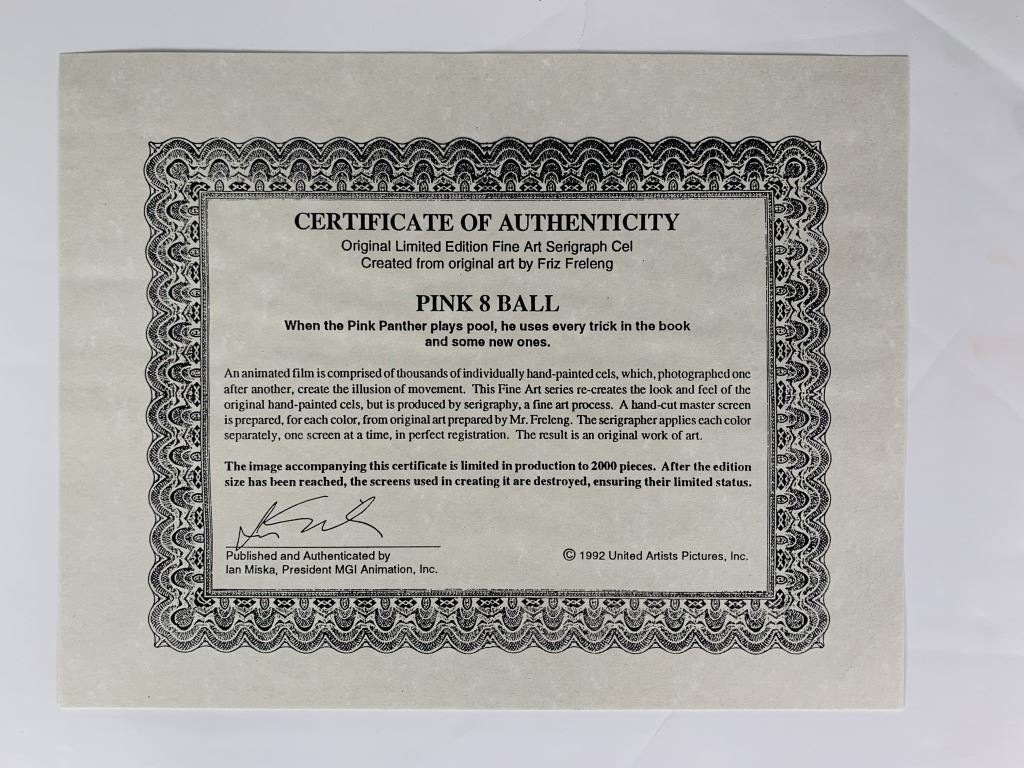 CERTIFICATE OF AUTHENTICITY
Original Limited Edition Fine Art Serigraph Cel
Created from original art by Friz Freleng
PINK 8 BALL
When the Pink Panther plays pool, he uses every trick in the book
and some new ones.
An animated film is comprised of thousands of individually hand-painted cels, which, photographed one
after another, create the illusion of movement. This Fine Art series re-creates the look and feel of the
original hand-painted cels, but is produced by serigraphy, a fine art process. A hand-cut master screen
is prepared, for each color, from original art prepared by Mr. Freleng. The serigrapher applies each color
separately, one screen at a time, in perfect registration. The result is an original work of art.
The image accompanying this certificate is limited in production to 2000 pieces. After the edition
size has been reached, the screens used in creating it are destroyed, ensuring their limited status.
Published and Authenticated by
Ian Miska, President MGI Animation, Inc.
© 1992 United Artists Pictures, Inc.